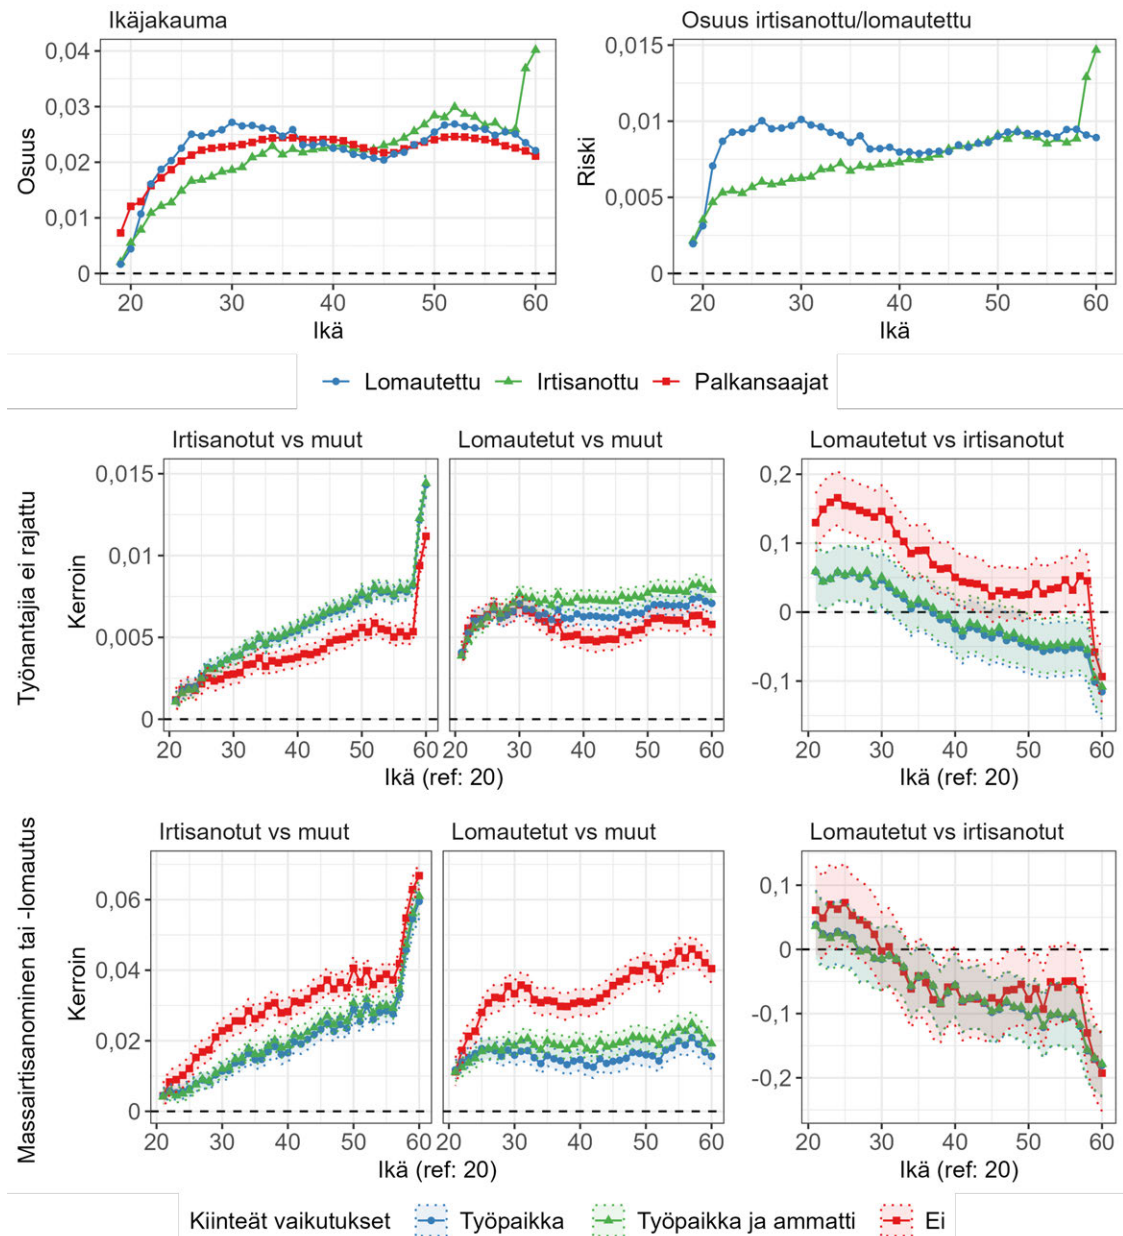 Ikäjakauma
Osuus irtisanottu/lomautettu
0,04
0,03
0,02
0,01
0
Osuus
20 30 40 50 60
Ikä
0,015
0,010
0,005
0
Riski
20 30 40 50 60
Ikä
Lomautettu Irtisanottu Palkansaajat
Työnantajia ei rajattu
Irtisanotut vs muut
Lomautetut vs muut
Lomautetut vs irtisanotut
Kerroin
0,015
0,01
0,005
0
20 30 40 50 60
20 30 40 50 60
Ikä (ref: 20)
0,2
0,1
0
-0,1
20 30 40 50 60
Ikä (ref: 20)
Massairtisanominen tai -lomautus
Irtisanotut vs muut
Lomautetut vs muut
Lomautetut vs irtisanotut
Kerroin
0,06
0,04
0,02
0
20 30 40 50 60
20 30 40 50 60
Ikä (ref: 20)
0,1
0
-0,1
-0,2
20 30 40 50 60
Ikä (ref: 20)
Kiinteät vaikutukset Työpaikka Työpaikka ja ammatti Ei